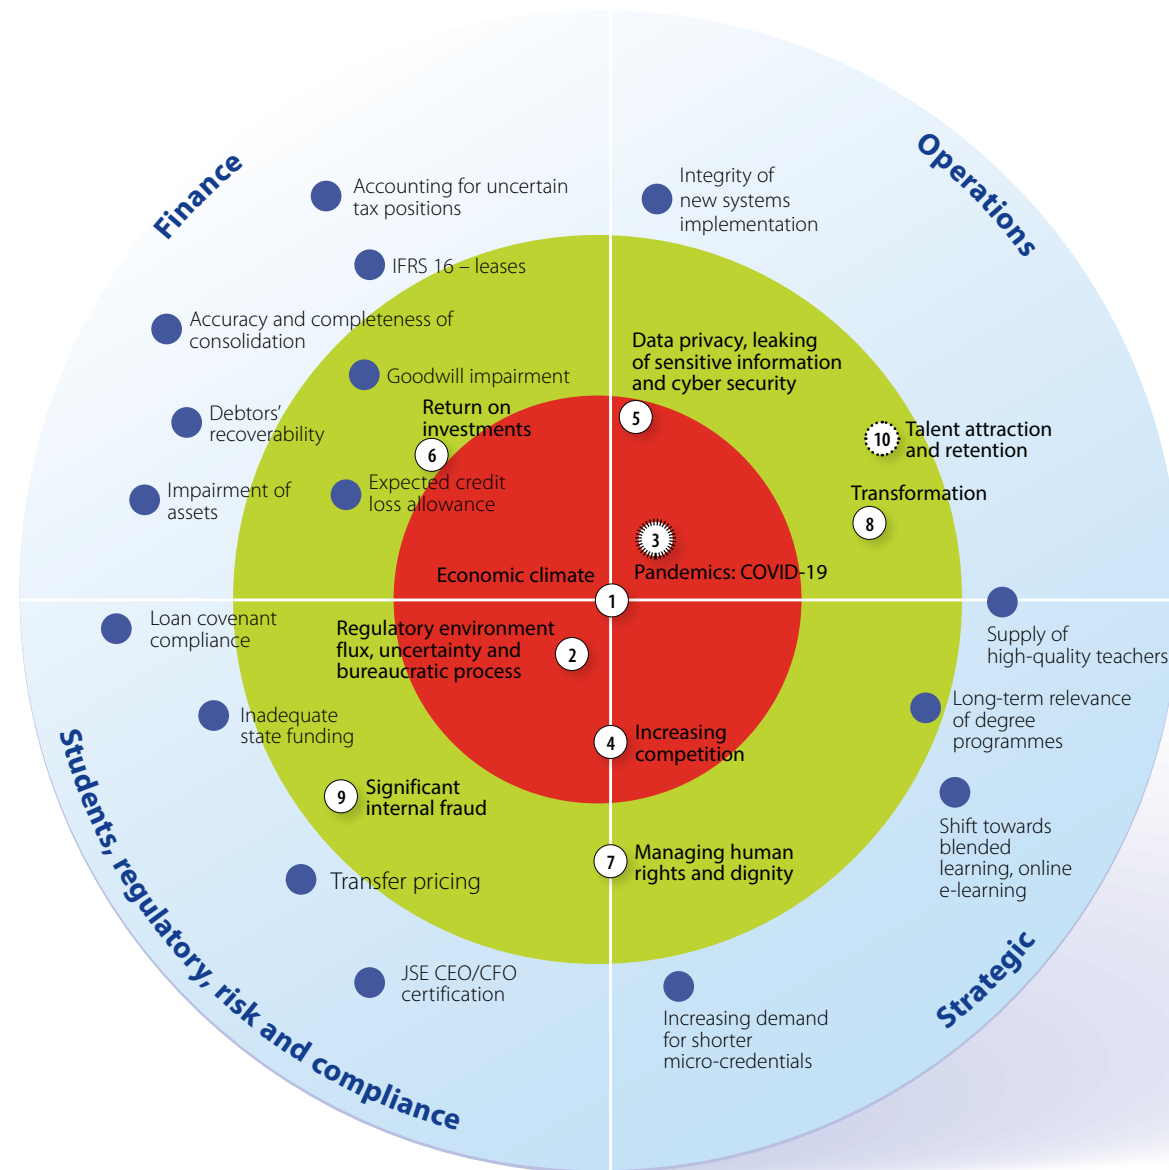 Finance
Operations
Accounting for uncertain
tax positions
Integrity of
new systems
implementation
IFRS 16 – leases
Accuracy and completeness of
consolidation
Data privacy, leaking
of sensitive information
and cyber security
Goodwill impairment
Return on
investments
5
6
Debtors’
recoverability
10
Talent attraction
and retention
Impairment of
assets
Expected credit
loss allowance
Transformation
8
3
Pandemics: COVID-19
Economic climate
1
Loan covenant
compliance
Regulatory environment
flux, uncertainty and
bureaucratic process
2
Supply of
high-quality teachers
Inadequate
state funding
4
Increasing
competition
Long-term relevance
of degree
programmes
9
Significant
internal fraud
Shift towards
blended
learning, online
e-learning
7
Managing human
rights and dignity
Transfer pricing
JSE CEO/CFO
certification
Increasing demand
for shorter
micro-credentials
Students, regulatory, risk and compliance
Strategic